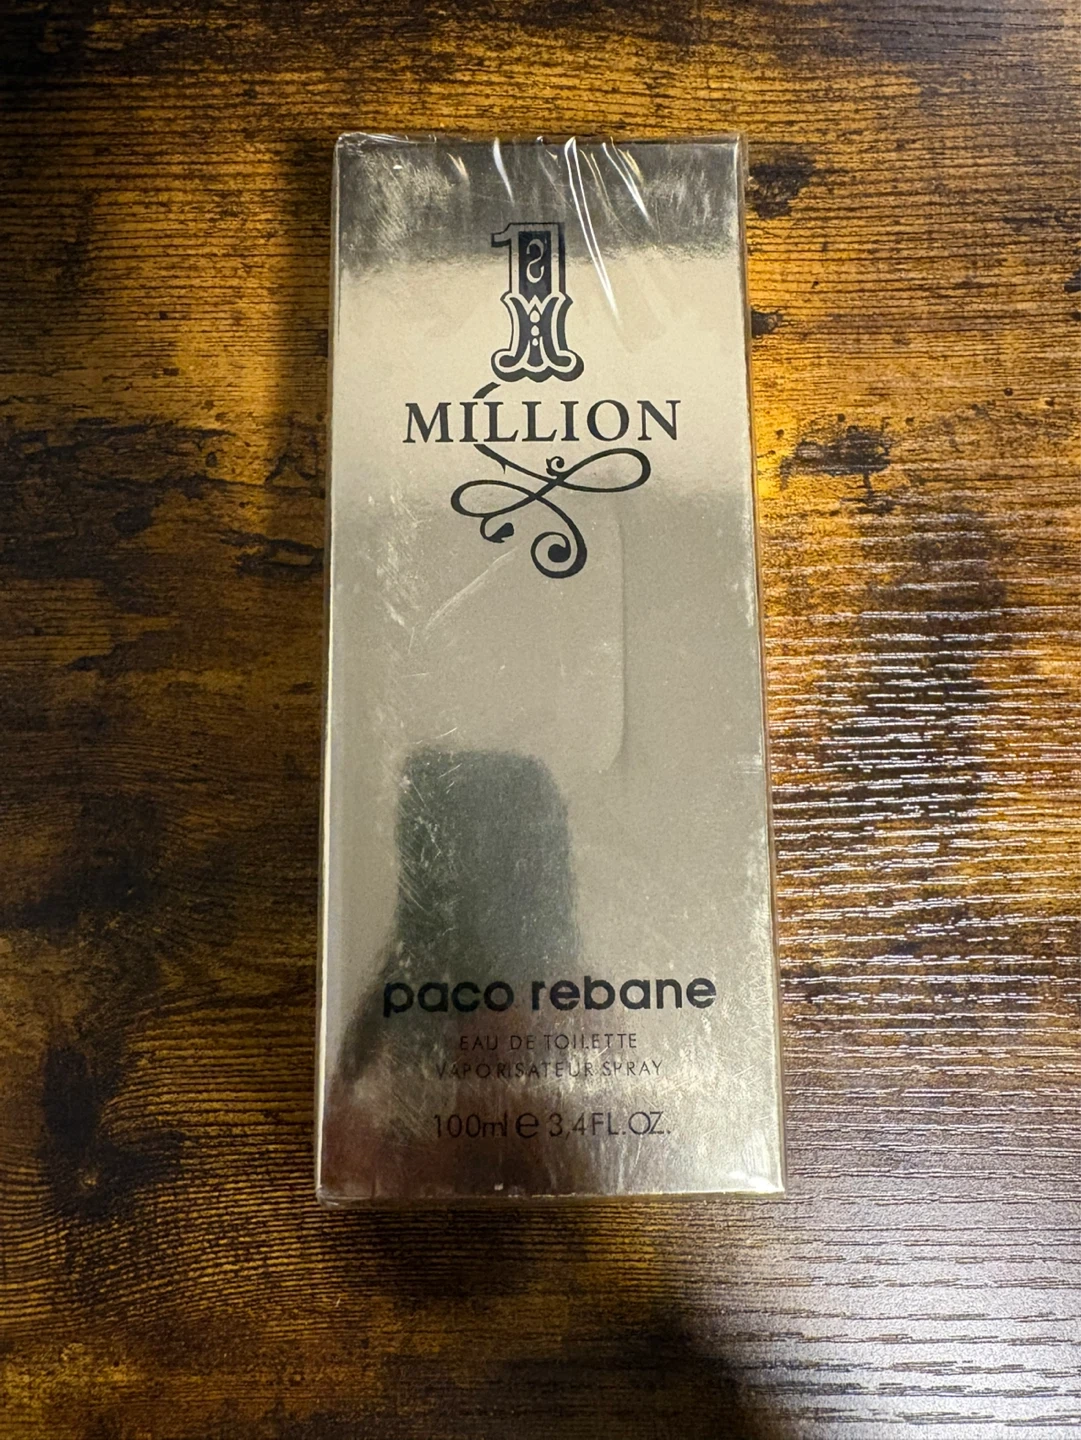 1
MILLION
paco rebane
EAU DE TOILETTE
VAPORISATEUR SPRAY
100ml e 3,4FL.OZ.